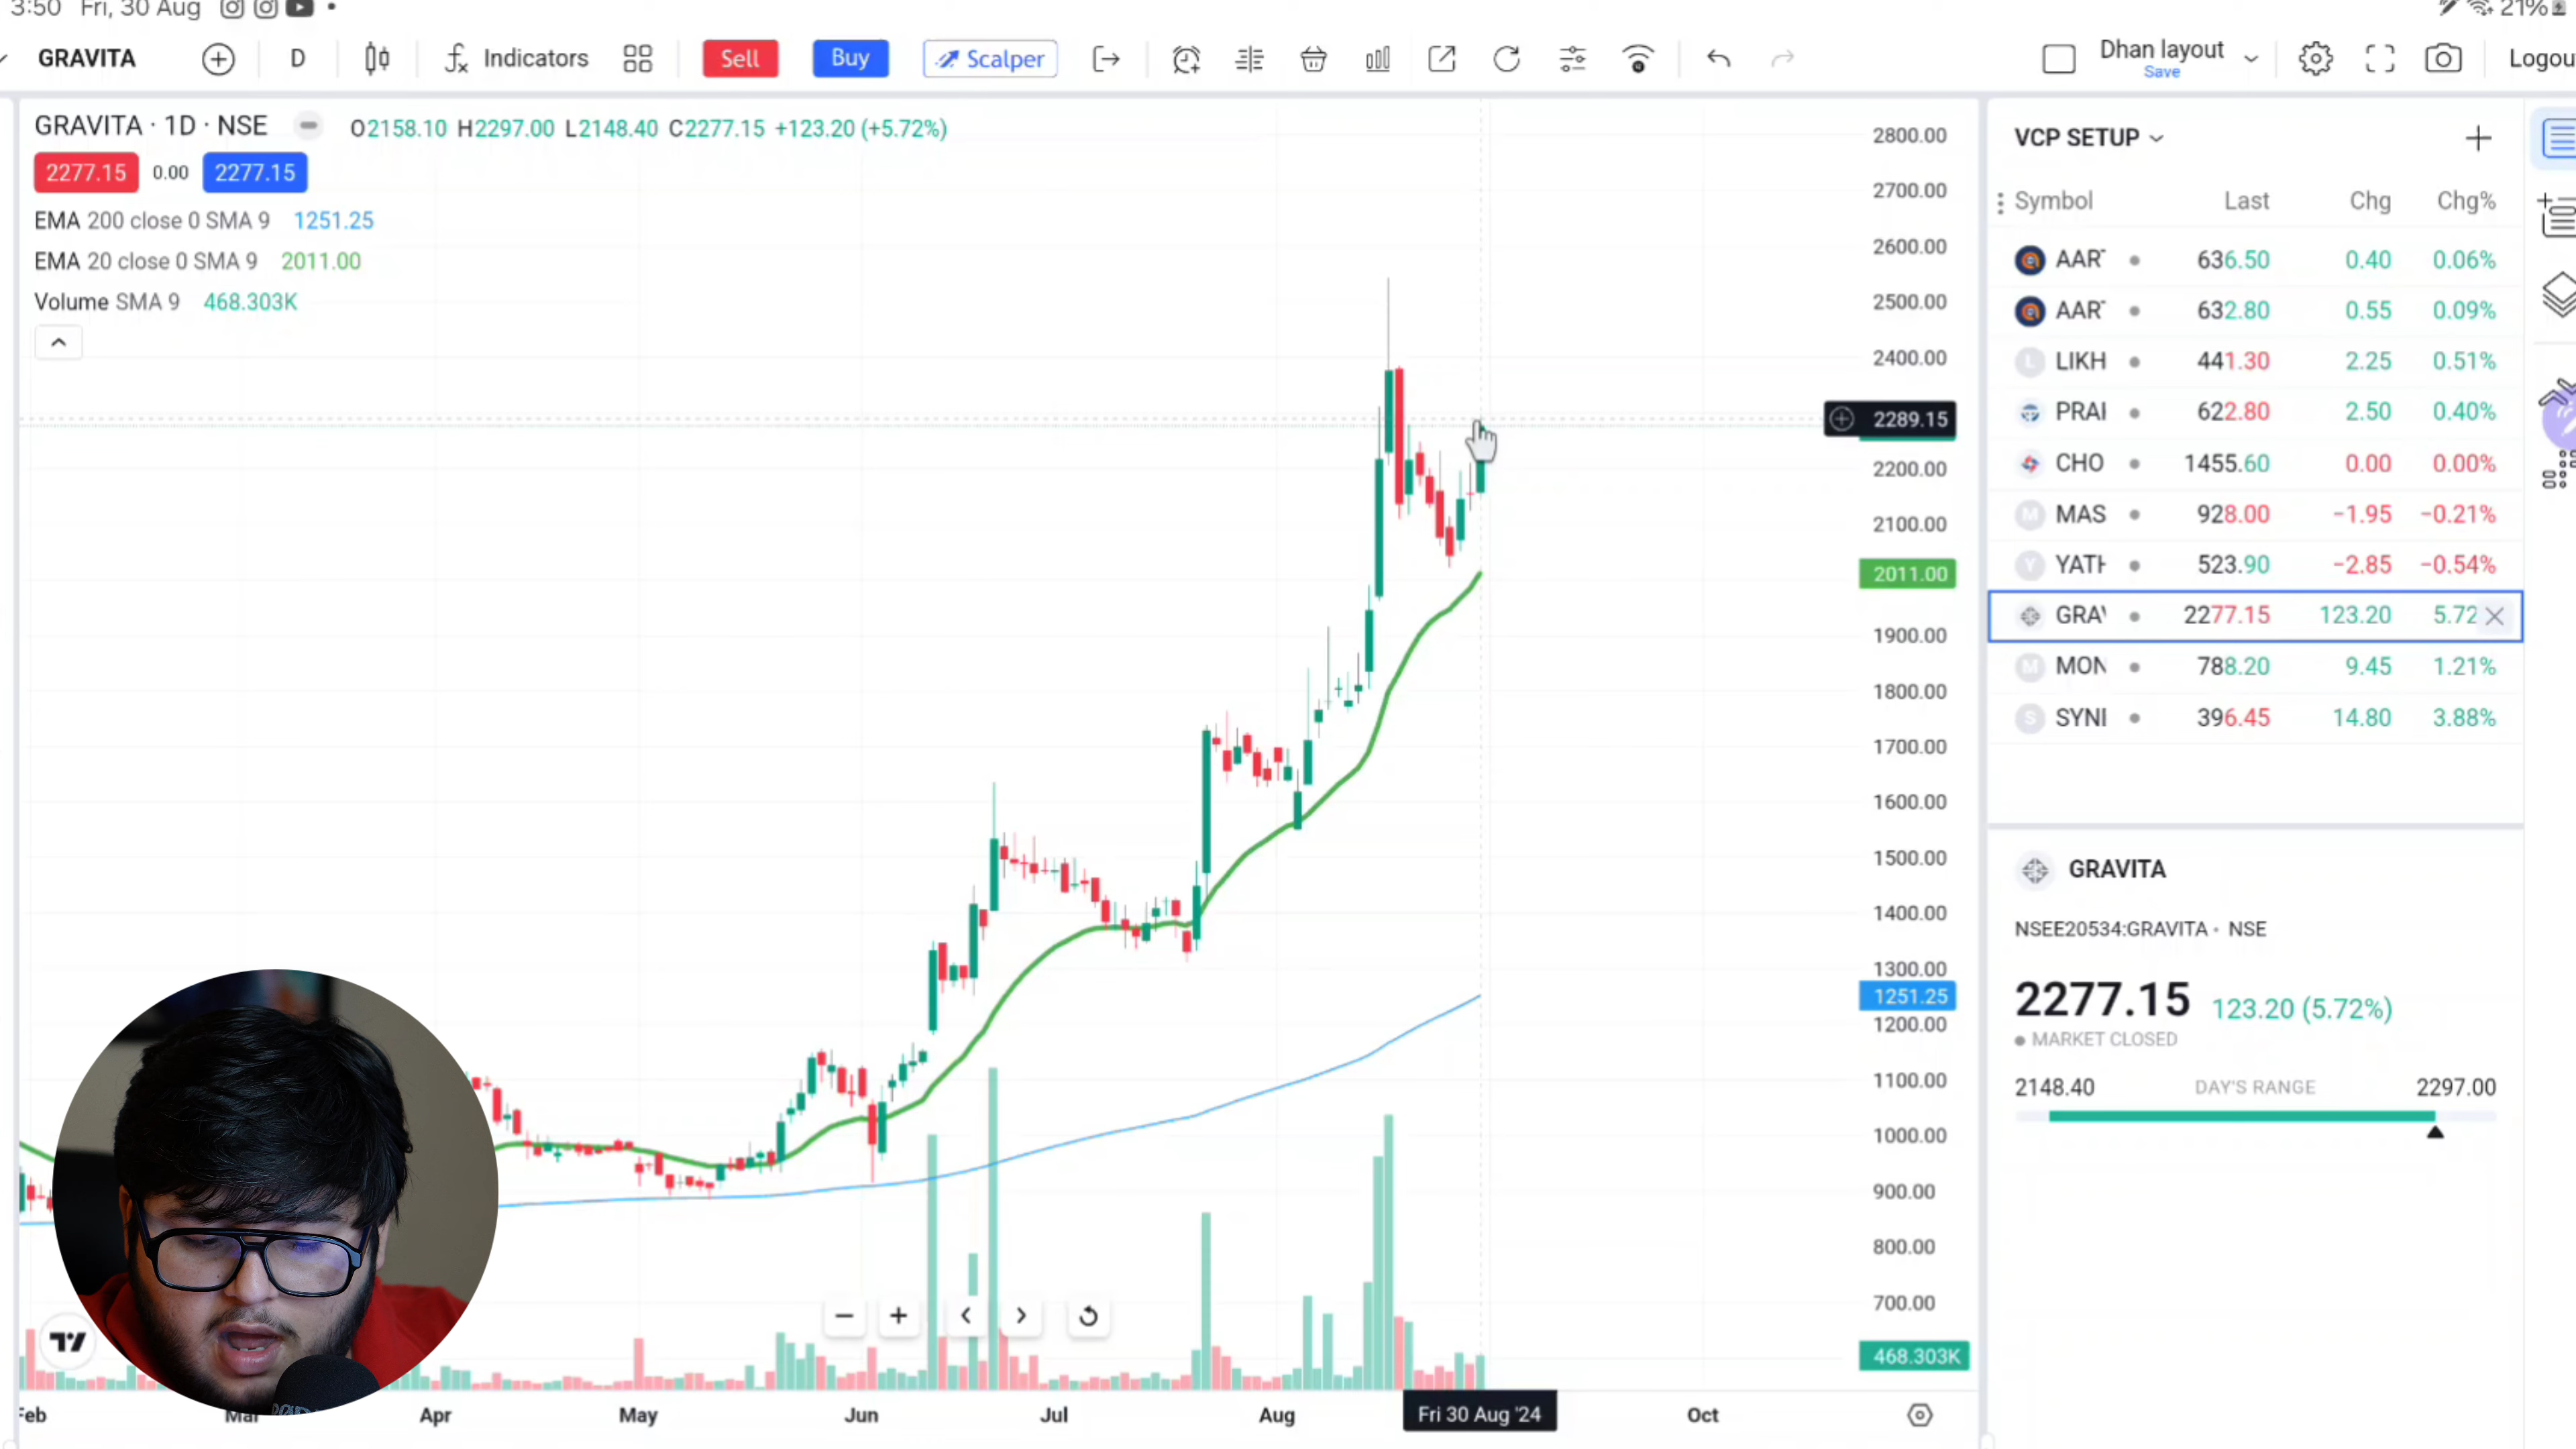 3:50 Fri, 30 Aug
21%
GRAVITA D Indicators Sell Buy Scalper Dhan layout
Save
GRAVITA · 1D · NSE O2158.10 H2297.00 L2148.40 C2277.15 +123.20 (+5.72%)
2277.15 0.00 2277.15
EMA 200 close 0 SMA 9 1251.25
EMA 20 close 0 SMA 9 2011.00
Volume SMA 9 468.303K
2800.00
2700.00
2600.00
2500.00
2400.00
2289.15
2200.00
2100.00
2011.00
1900.00
1800.00
1700.00
1600.00
1500.00
1400.00
1300.00
1251.25
1200.00
1100.00
1000.00
900.00
800.00
700.00
468.303K
Feb Mar Apr May Jun Jul Aug Fri 30 Aug '24 Oct
VCP SETUP
Symbol Last Chg Chg%
AART 636.50 0.40 0.06%
AART 632.80 0.55 0.09%
LIKH 441.30 2.25 0.51%
PRAJ 622.80 2.50 0.40%
CHO 1455.60 0.00 0.00%
MAS 928.00 −1.95 −0.21%
YATH 523.90 −2.85 −0.54%
GRAV 2277.15 123.20 5.72
MON 788.20 9.45 1.21%
396.45 14.80 3.88%
GRAVITA
NSEE20534:GRAVITA • NSE
2277.15 123.20 (5.72%)
MARKET CLOSED
2148.40 DAY'S RANGE 2297.00